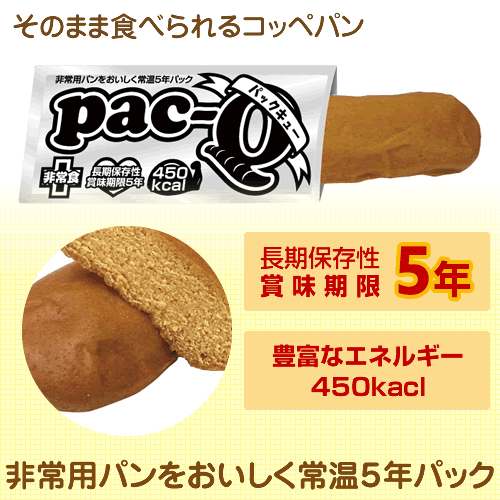 そのまま食べられるコッペパン
非常用パンをおいしく常温5年パック
pac-Q
パックキュー
非常食
長期保存性
賞味期限5年
450
kcal
長期保存性
賞味期限
5年
豊富なエネルギー
450kacl
非常用パンをおいしく常温5年パック